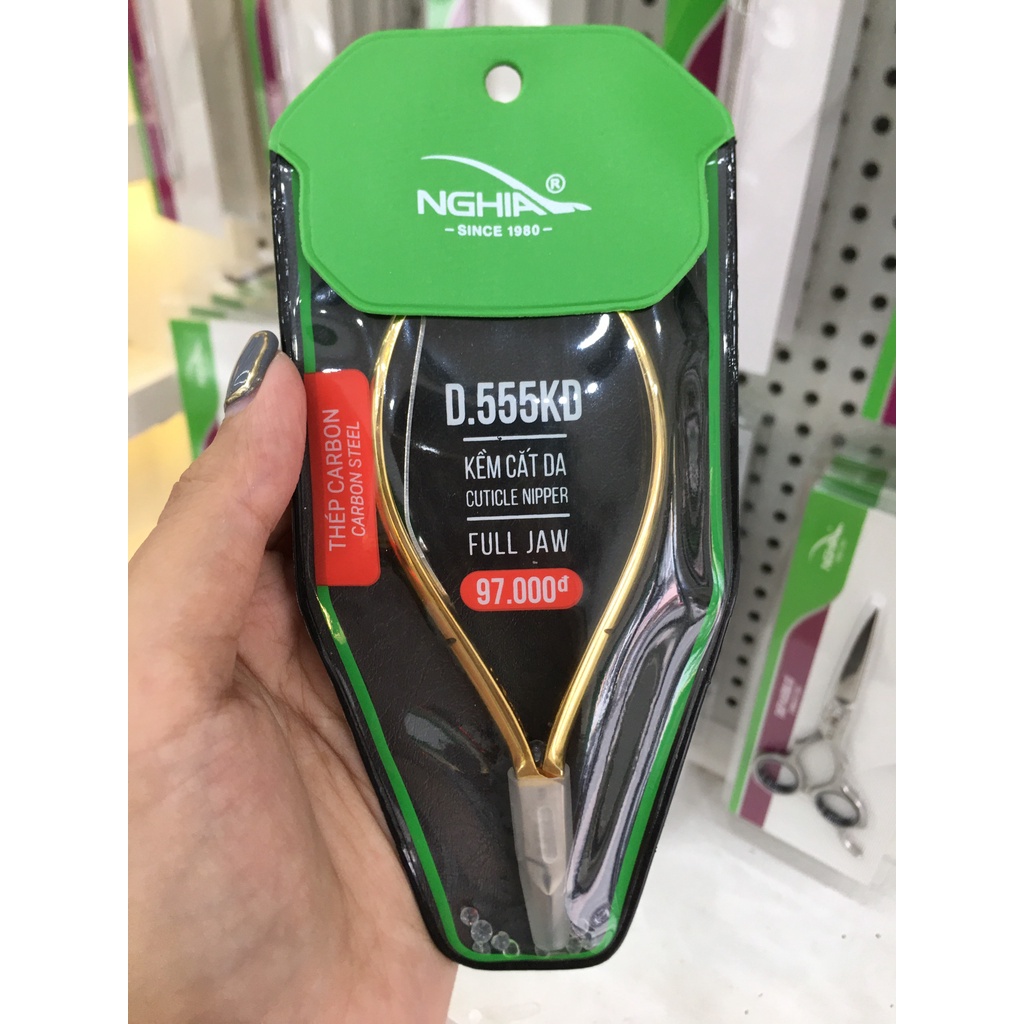 NGHIA®
- SINCE 1980 -
D.555KD
KỀM CẮT DA
CUTICLE NIPPER
FULL JAW
97.000đ
THÉP CARBON
CARBON STEEL